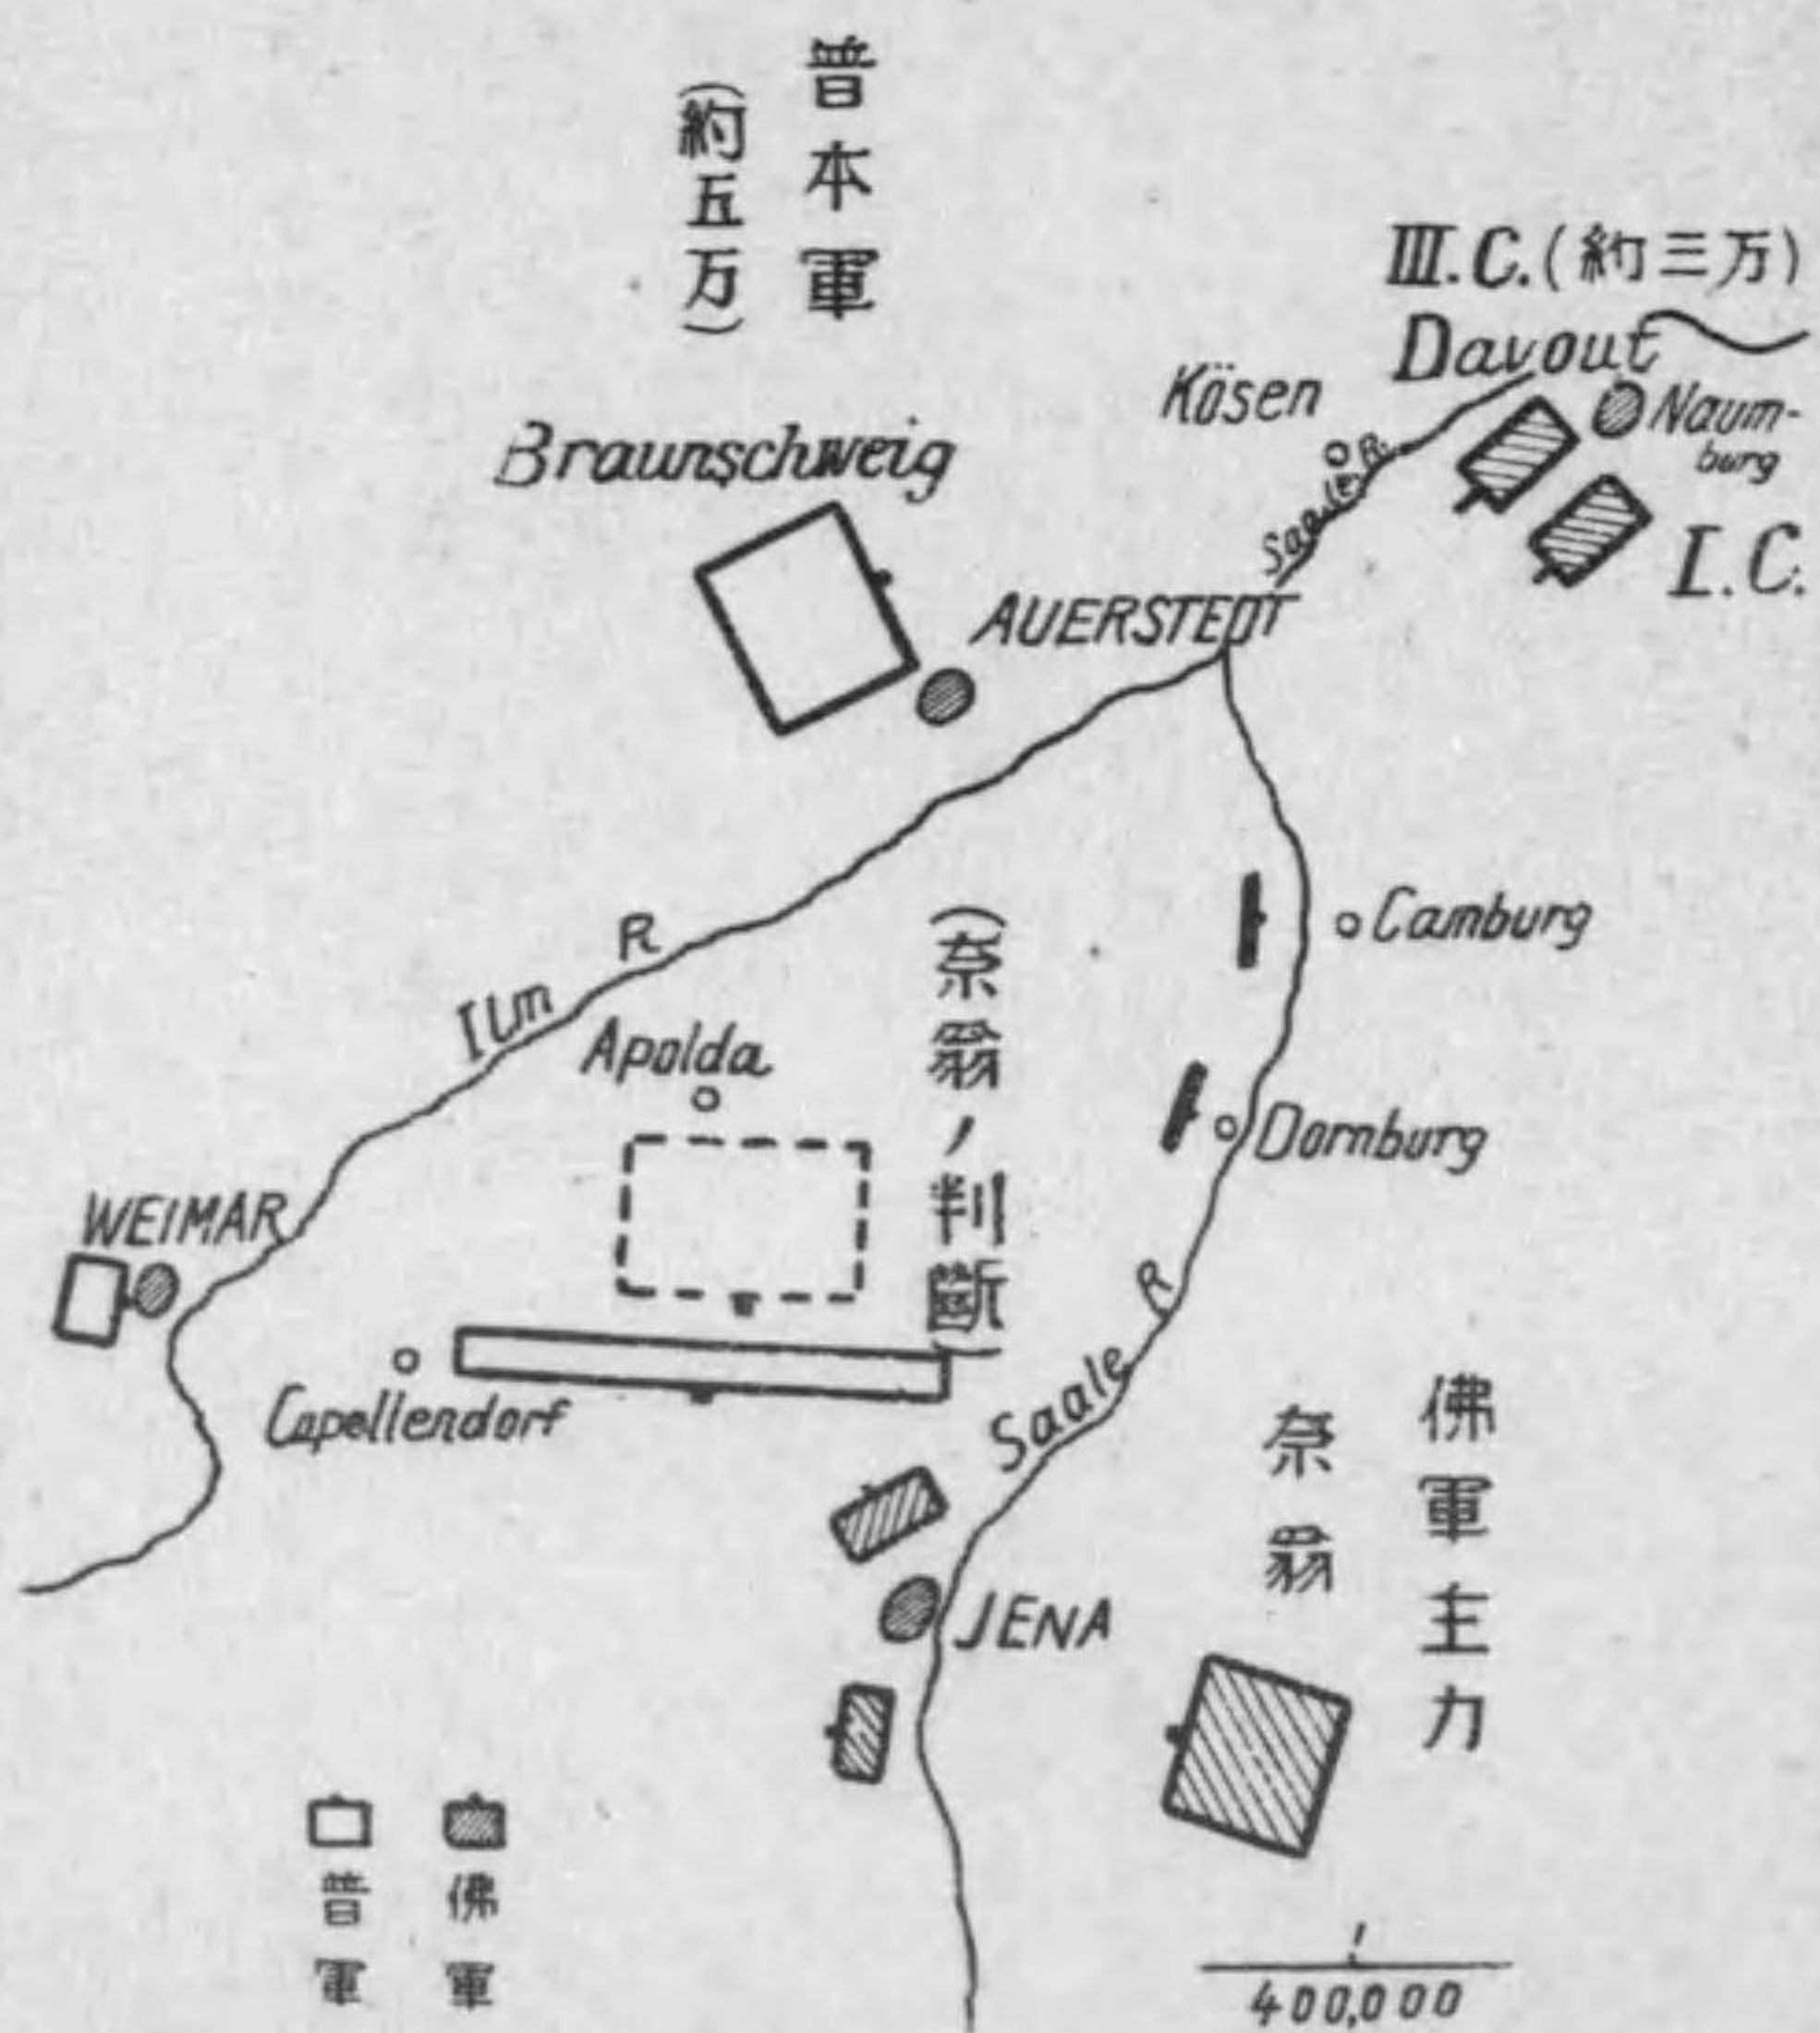 普本軍
(約五万)
III.C.(約三万)
Davout
Kösen
Naum-
burg
Braunschweig
Saale R.
I.C.
AUERSTEDT
Camburg
Ilm R
(奈翁ノ判斷)
Apolda
Dornburg
WEIMAR
Capellendorf
Saale R
佛軍主力
奈翁
JENA
佛軍
普軍
1
400,000